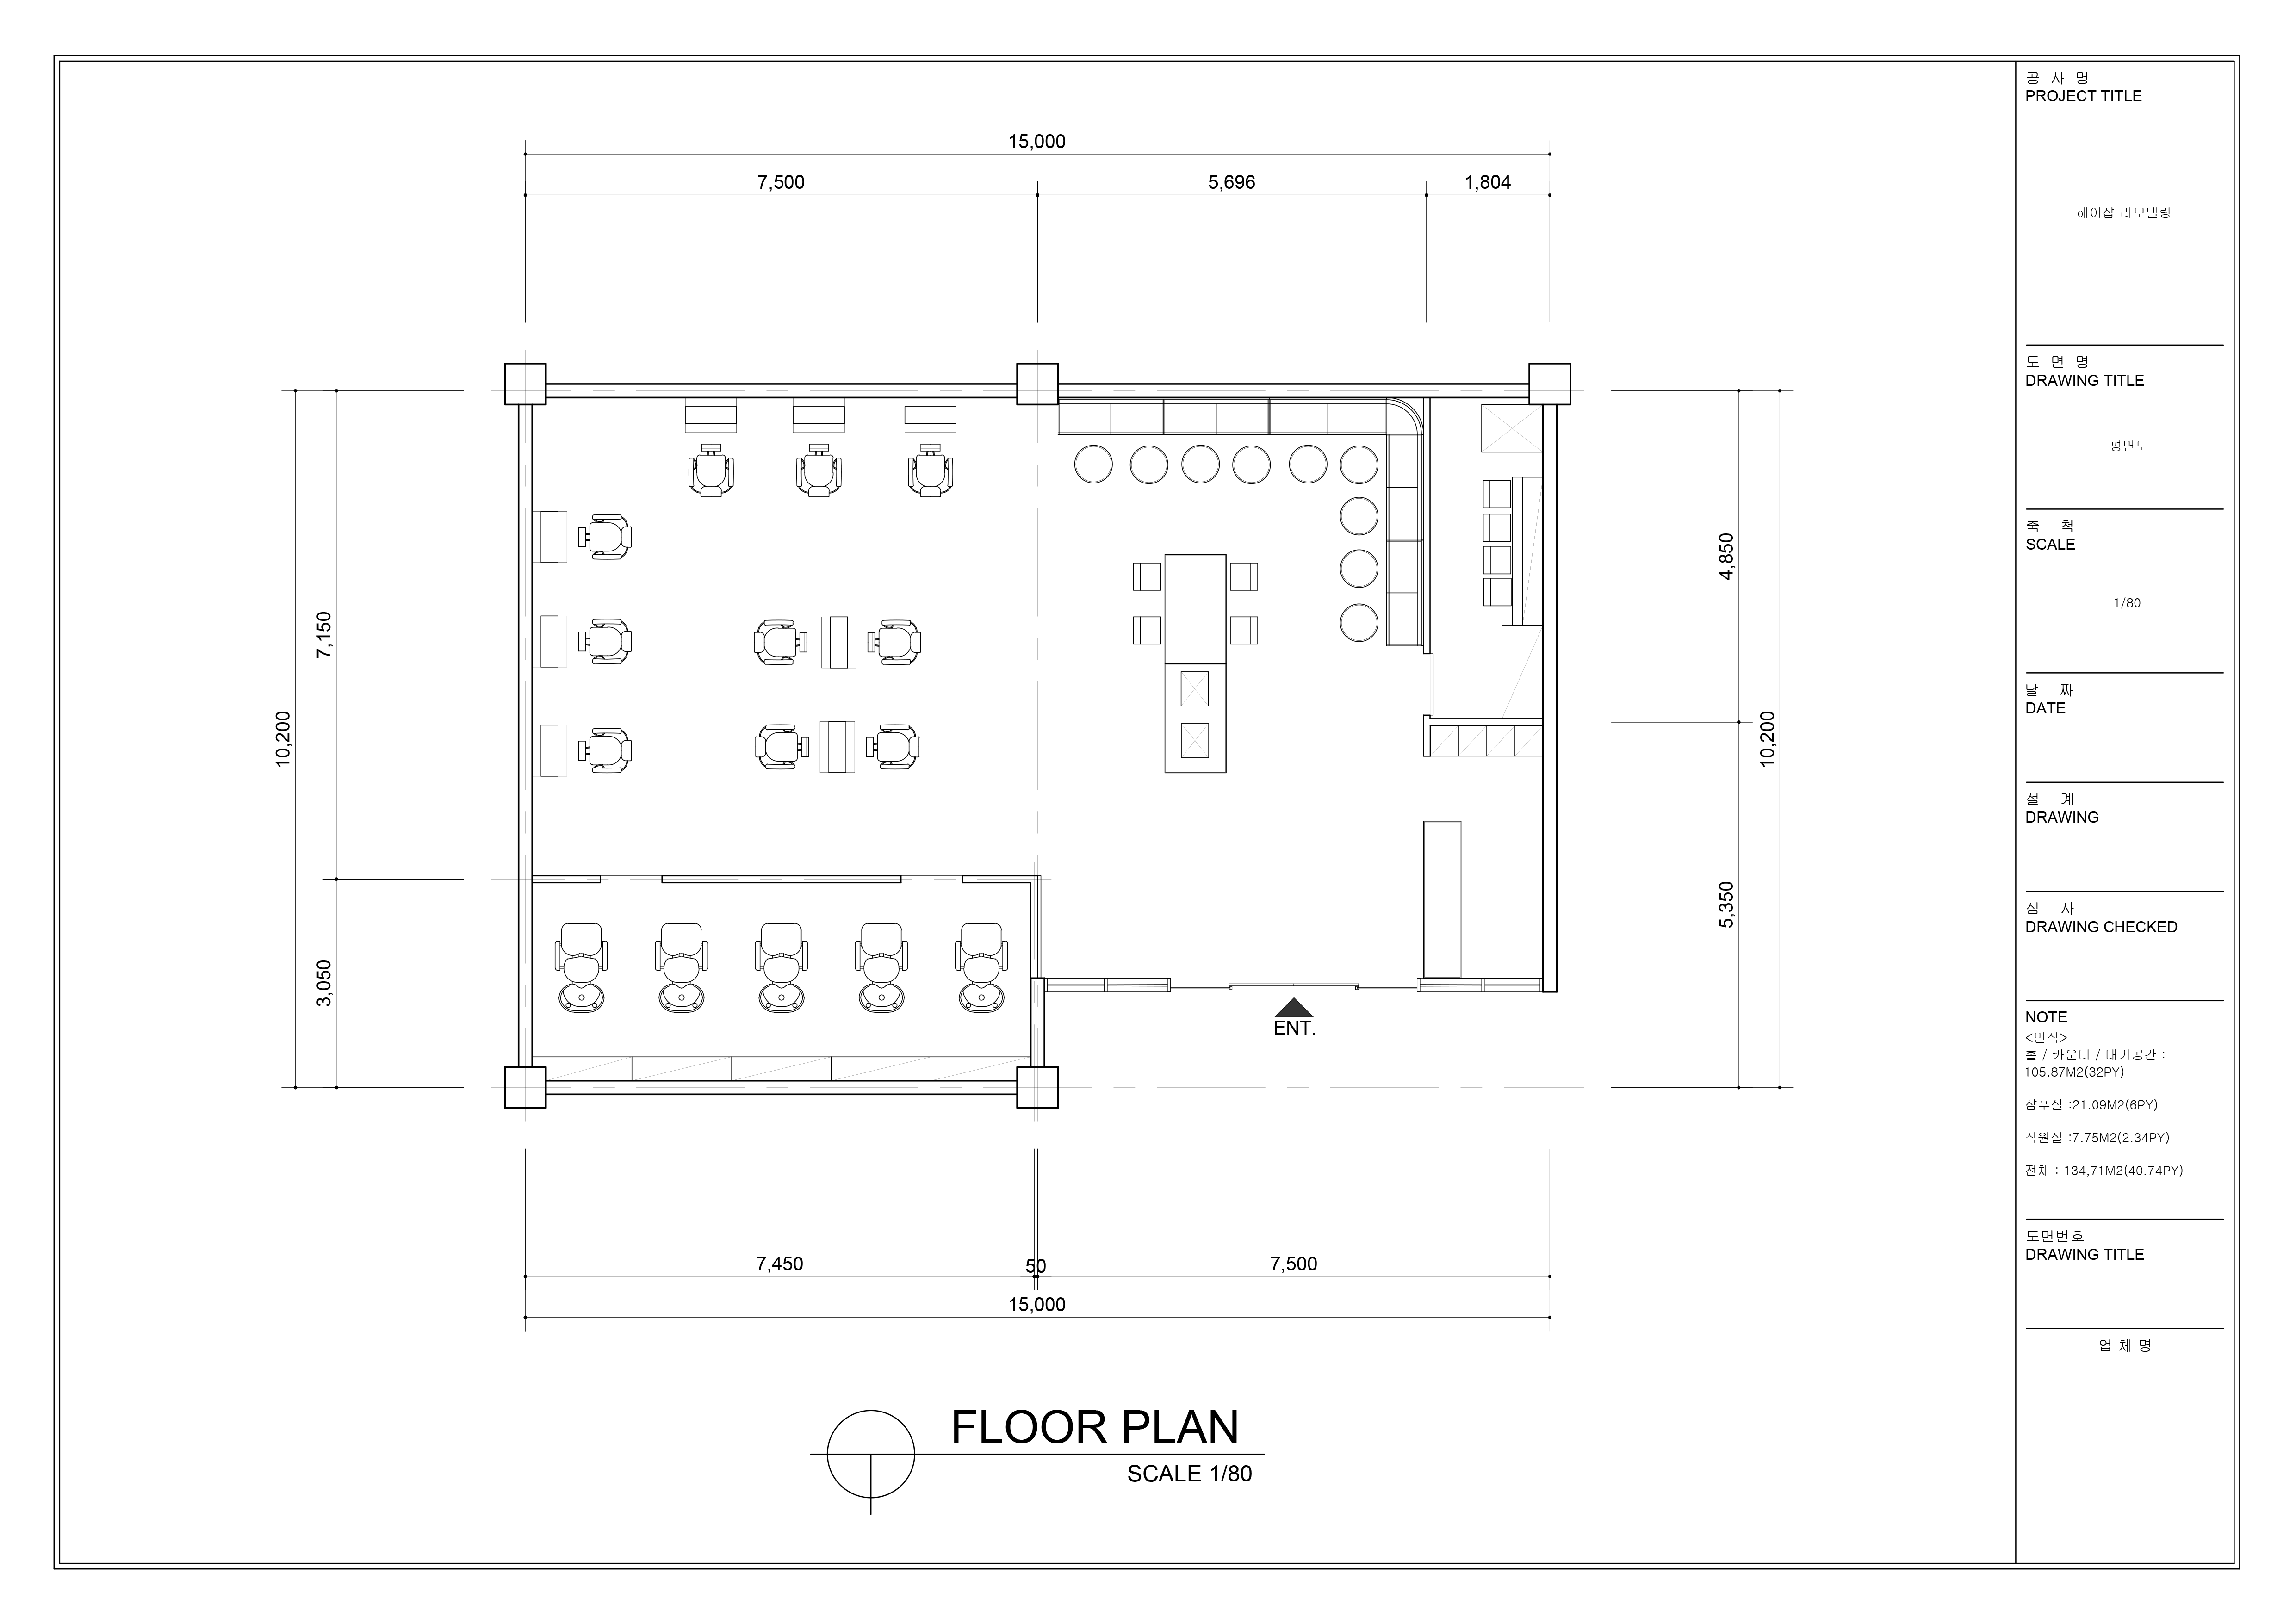 15,000
7,500
5,696
1,804
10,200
7,150
3,050
4,850
5,350
10,200
ENT.
7,450
50
7,500
15,000
FLOOR PLAN
SCALE 1/80
공 사 명
PROJECT TITLE
헤어샵 리모델링
도 면 명
DRAWING TITLE
평면도
축 척
SCALE
1/80
날 짜
DATE
설 계
DRAWING
심 사
DRAWING CHECKED
NOTE
<면적>
홀 / 카운터 / 대기공간 :
105.87M2(32PY)
샴푸실 :21.09M2(6PY)
직원실 :7.75M2(2.34PY)
전체 : 134,71M2(40.74PY)
도면번호
DRAWING TITLE
업 체 명